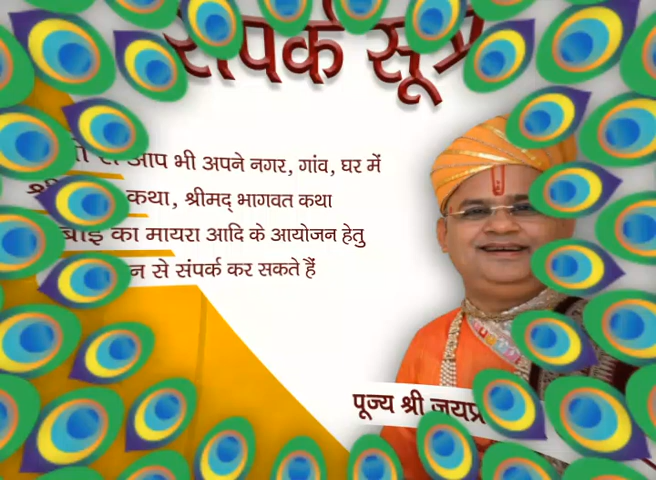 संपर्क सूत्र
आप भी अपने नगर, गांव, घर में
कथा, श्रीमद् भागवत कथा
का मायरा आदि के आयोजन हेतु
से संपर्क कर सकते हैं
पूज्य श्री